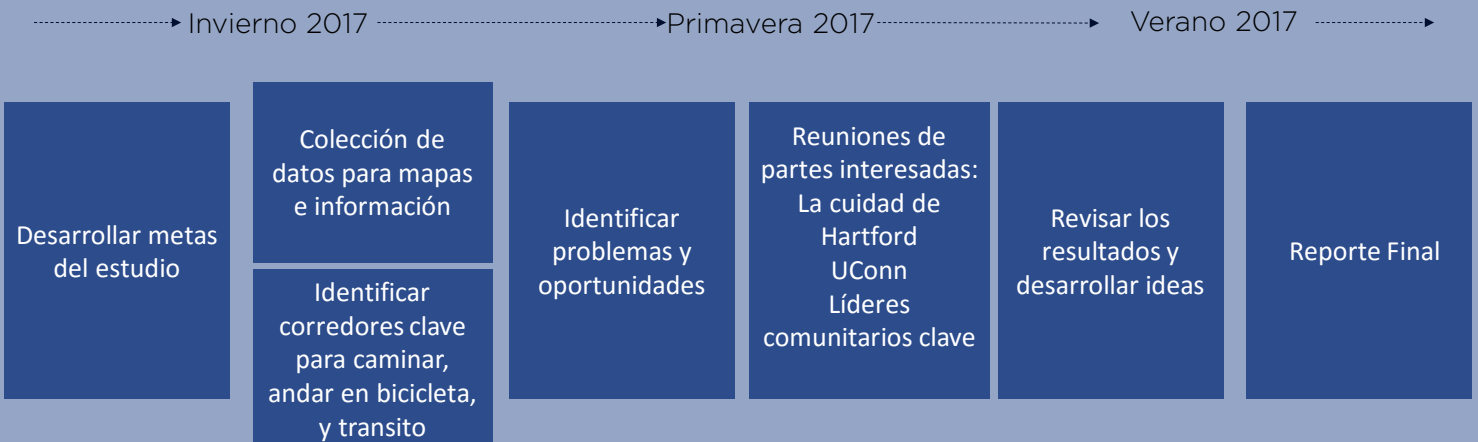 Invierno 2017
Primavera 2017
Verano 2017
Desarrollar metas
del estudio
Colección de
datos para mapas
e información
Identificar
corredores clave
para caminar,
andar en bicicleta,
y transito
Identificar
problemas y
oportunidades
Reuniones de
partes interesadas:
La cuidad de
Hartford
UConn
Líderes
comunitarios clave
Revisar los
resultados y
desarrollar ideas
Reporte Final